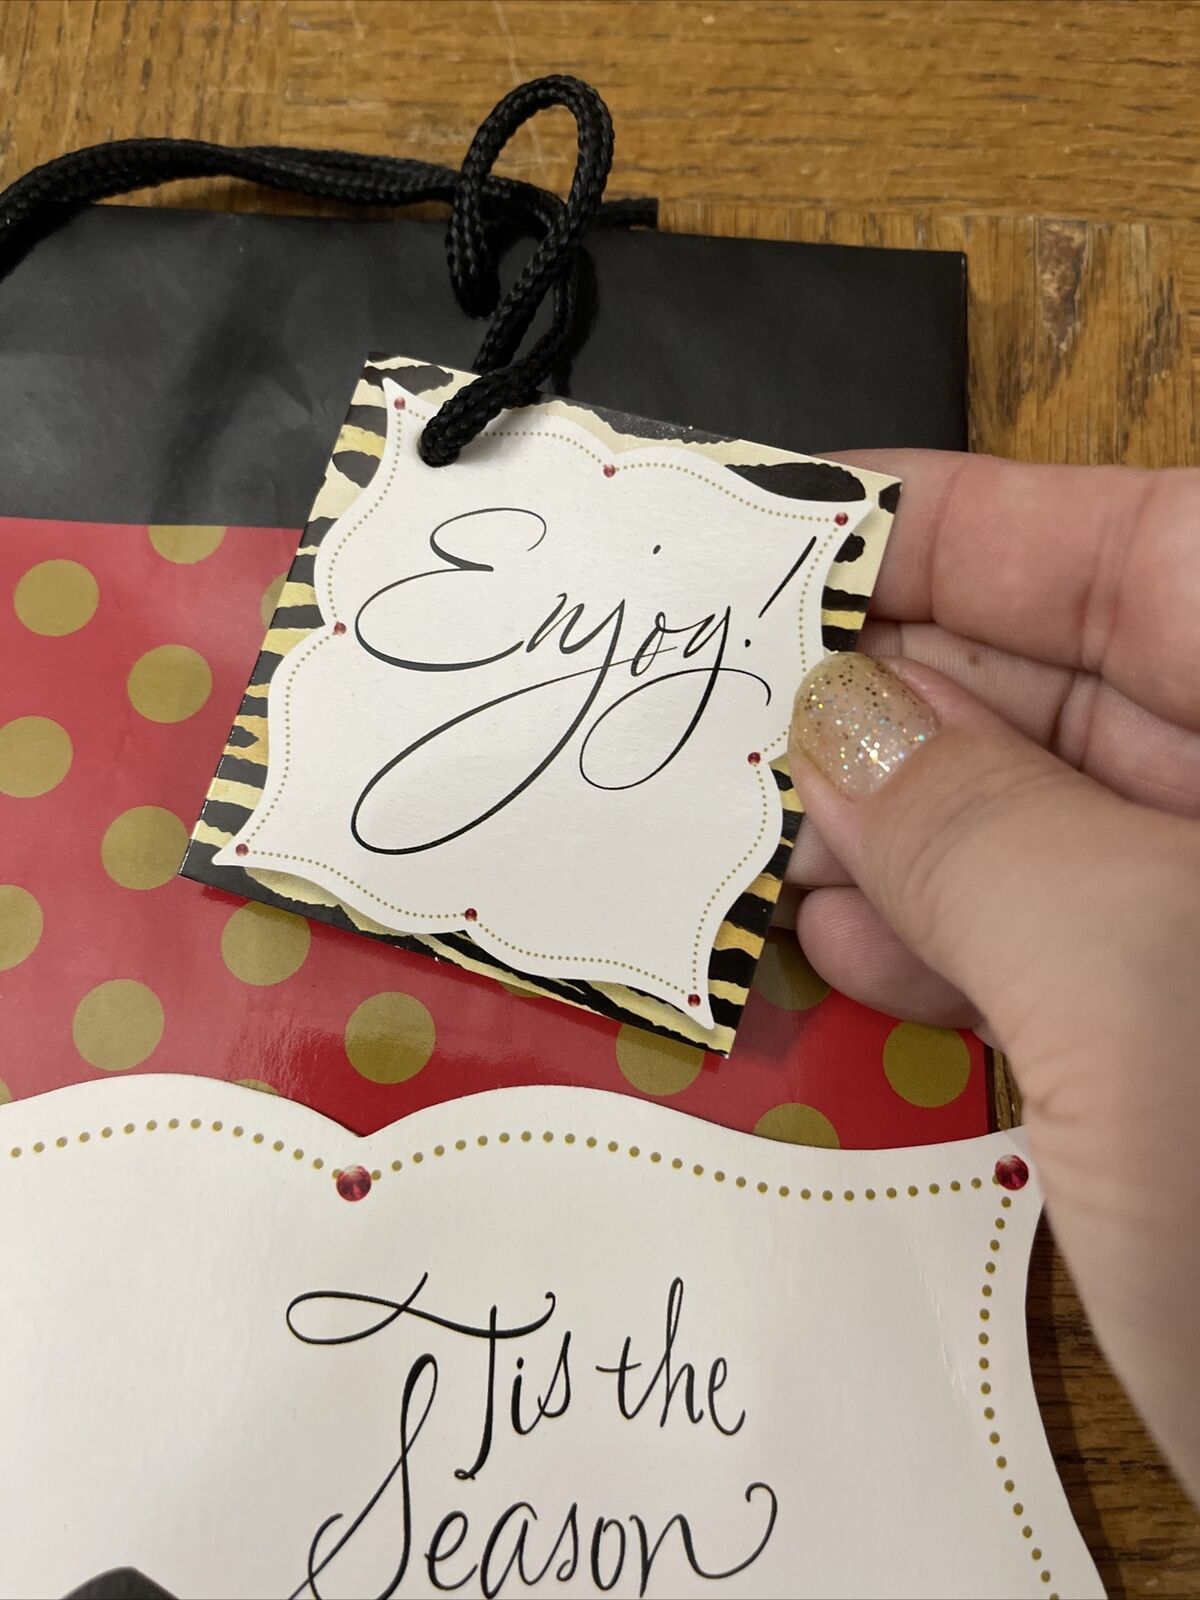 Enjoy!
Tis the
Season